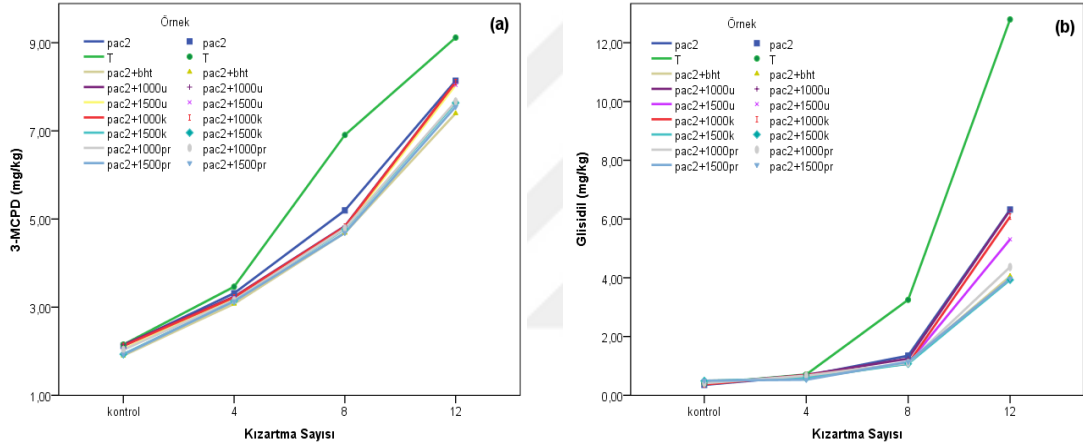 (a)
Örnek
pac2 pac2
T T
pac2+bht pac2+bht
pac2+1000u pac2+1000u
pac2+1500u pac2+1500u
pac2+1000k pac2+1000k
pac2+1500k pac2+1500k
pac2+1000pr pac2+1000pr
pac2+1500pr pac2+1500pr
3-MCPD (mg/kg)
9,00
7,00
5,00
3,00
1,00
kontrol 4 8 12
Kızartma Sayısı
(b)
Örnek
pac2 pac2
T T
pac2+bht pac2+bht
pac2+1000u pac2+1000u
pac2+1500u pac2+1500u
pac2+1000k pac2+1000k
pac2+1500k pac2+1500k
pac2+1000pr pac2+1000pr
pac2+1500pr pac2+1500pr
Glisidil (mg/kg)
12,00
10,00
8,00
6,00
4,00
2,00
0,00
kontrol 4 8 12
Kızartma Sayısı